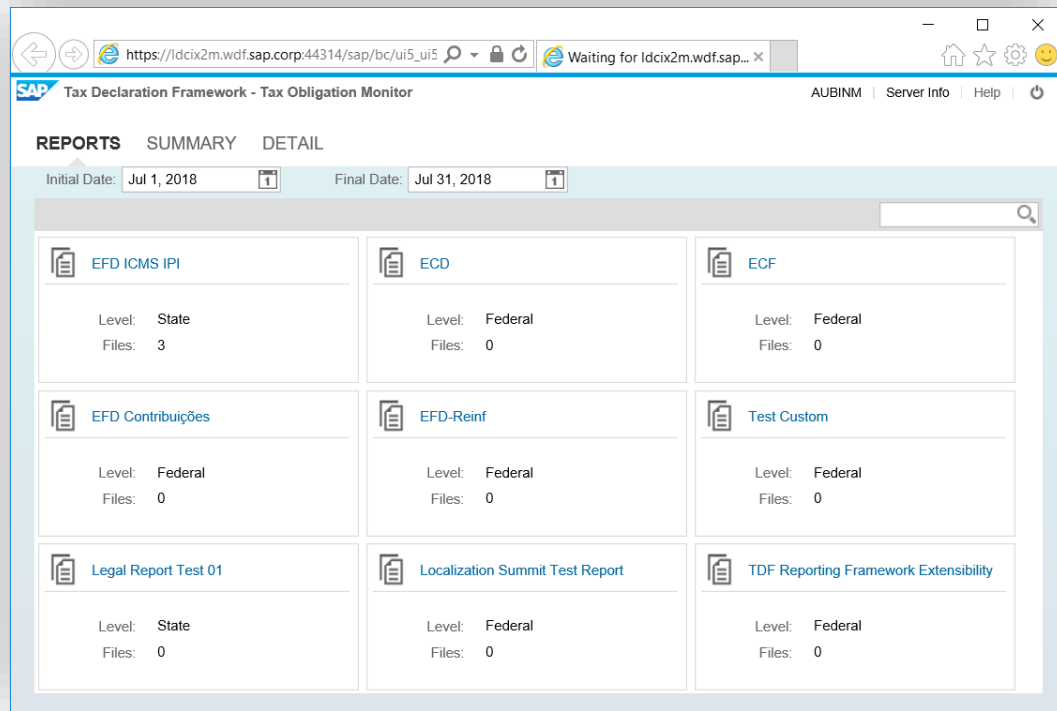 https://ldcix2m.wdf.sap.corp:44314/sap/bc/ui5_ui5
Waiting for ldcix2m.wdf.sap...
SAP Tax Declaration Framework - Tax Obligation Monitor
AUBINM | Server Info | Help
REPORTS SUMMARY DETAIL
Initial Date: Jul 1, 2018 1 Final Date: Jul 31, 2018 1
EFD ICMS IPI
Level: State
Files: 3
ECD
Level: Federal
Files: 0
ECF
Level: Federal
Files: 0
EFD Contribuições
Level: Federal
Files: 0
EFD-Reinf
Level: Federal
Files: 0
Test Custom
Level: Federal
Files: 0
Legal Report Test 01
Level: State
Files: 0
Localization Summit Test Report
Level: Federal
Files: 0
TDF Reporting Framework Extensibility
Level: Federal
Files: 0